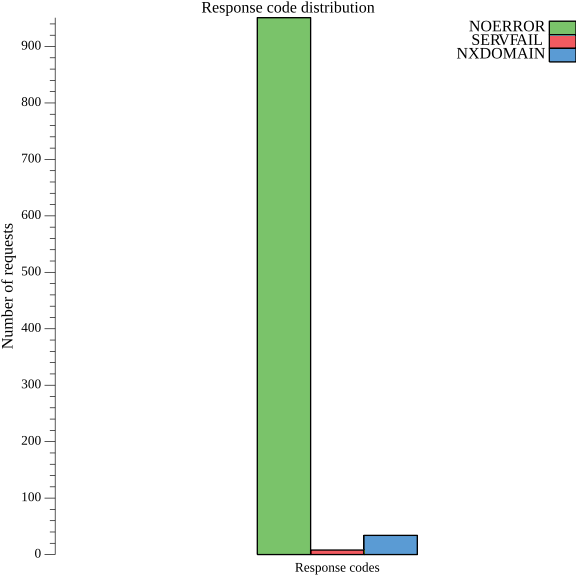 Response code distribution
NOERROR
SERVFAIL
NXDOMAIN
Number of requests
900
800
700
600
500
400
300
200
100
0
Response codes